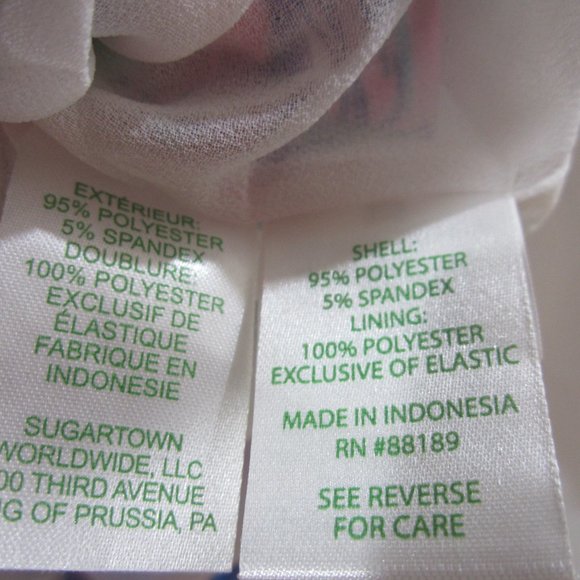 EXTÉRIEUR:
95% POLYESTER
5% SPANDEX
DOUBLURE:
100% POLYESTER
EXCLUSIF DE
ÉLASTIQUE
FABRIQUE EN
INDONÉSIE
SUGARTOWN
WORLDWIDE, LLC
00 THIRD AVENUE
G OF PRUSSIA, PA
SHELL:
95% POLYESTER
5% SPANDEX
LINING:
100% POLYESTER
EXCLUSIVE OF ELASTIC
MADE IN INDONESIA
RN #88189
SEE REVERSE
FOR CARE